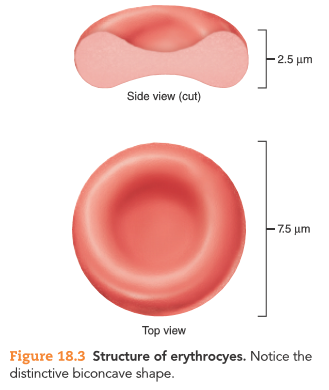 2.5 µm
Side view (cut)
7.5 µm
Top view
Figure 18.3 Structure of erythrocyes. Notice the
distinctive biconcave shape.